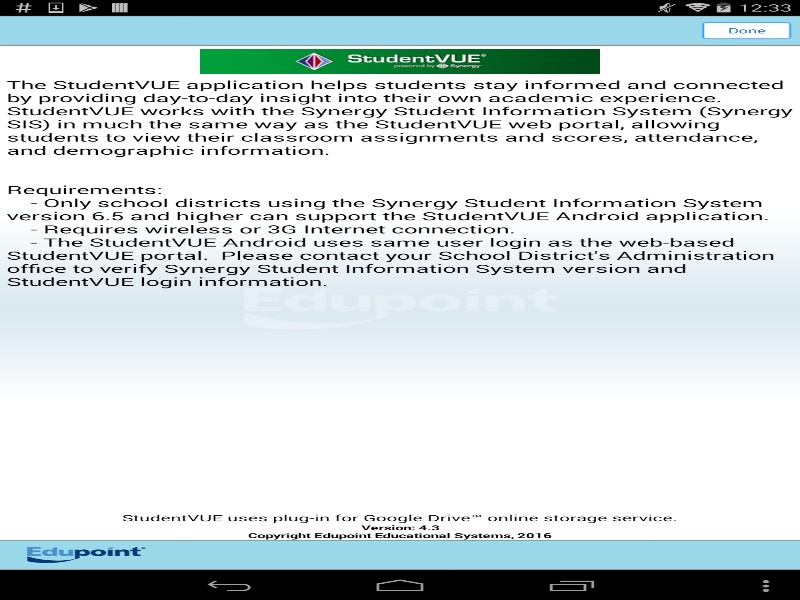 12:33
Done
StudentVUE®
powered by Synergy
The StudentVUE application helps students stay informed and connected
by providing day-to-day insight into their own academic experience.
StudentVUE works with the Synergy Student Information System (Synergy
SIS) in much the same way as the StudentVUE web portal, allowing
students to view their classroom assignments and scores, attendance,
and demographic information.
Requirements:
- Only school districts using the Synergy Student Information System
version 6.5 and higher can support the StudentVUE Android application.
- Requires wireless or 3G Internet connection.
- The StudentVUE Android uses same user login as the web-based
StudentVUE portal.  Please contact your School District's Administration
office to verify Synergy Student Information System version and
StudentVUE login information.
Edupoint
StudentVUE uses plug-in for Google Drive™ online storage service.
Version: 4.3
Copyright Edupoint Educational Systems, 2016
Edupoint